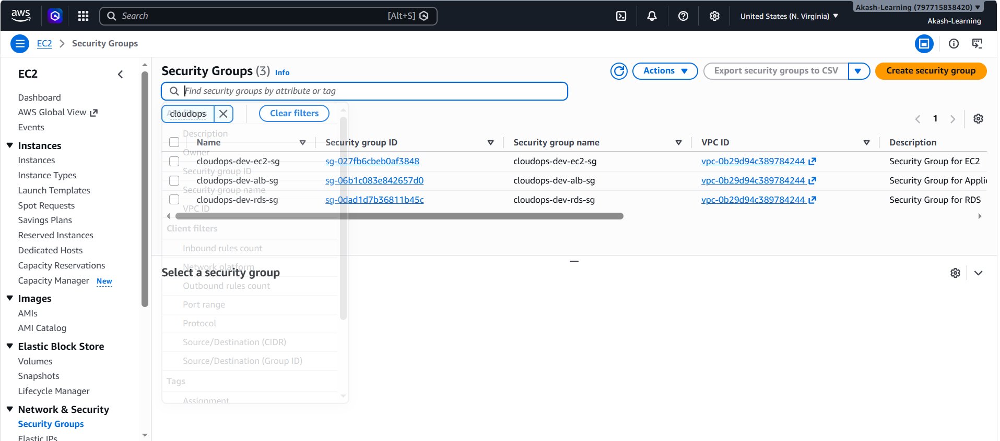 aws
Search [Alt+S]
United States (N. Virginia)
Akash-Learning (797715838420)
Akash-Learning
EC2 Security Groups
EC2
Dashboard
AWS Global View
Events
Instances
Instances
Instance Types
Launch Templates
Spot Requests
Savings Plans
Reserved Instances
Dedicated Hosts
Capacity Reservations
Capacity Manager New
Images
AMIs
AMI Catalog
Elastic Block Store
Volumes
Snapshots
Lifecycle Manager
Network & Security
Security Groups
Elastic IPs
Security Groups (3) Info
Actions
Export security groups to CSV
Create security group
Find security groups by attribute or tag
cloudops
Clear filters
1
Name Security group ID Security group name VPC ID Description
cloudops-dev-ec2-sg sg-027fb6cbeb0af3848 cloudops-dev-ec2-sg vpc-0b29d94c389784244 Security Group for EC2
cloudops-dev-alb-sg sg-06b1c083e842657d0 cloudops-dev-alb-sg vpc-0b29d94c389784244 Security Group for Applic
cloudops-dev-rds-sg sg-0dad1d7b36811b45c cloudops-dev-rds-sg vpc-0b29d94c389784244 Security Group for RDS
Description
Owner
Security group ID
Security group name
VPC ID
Client filters
Inbound rules count
Network platform
Outbound rules count
Port range
Protocol
Source/Destination (CIDR)
Source/Destination (Group ID)
Tags
Assignment
Select a security group